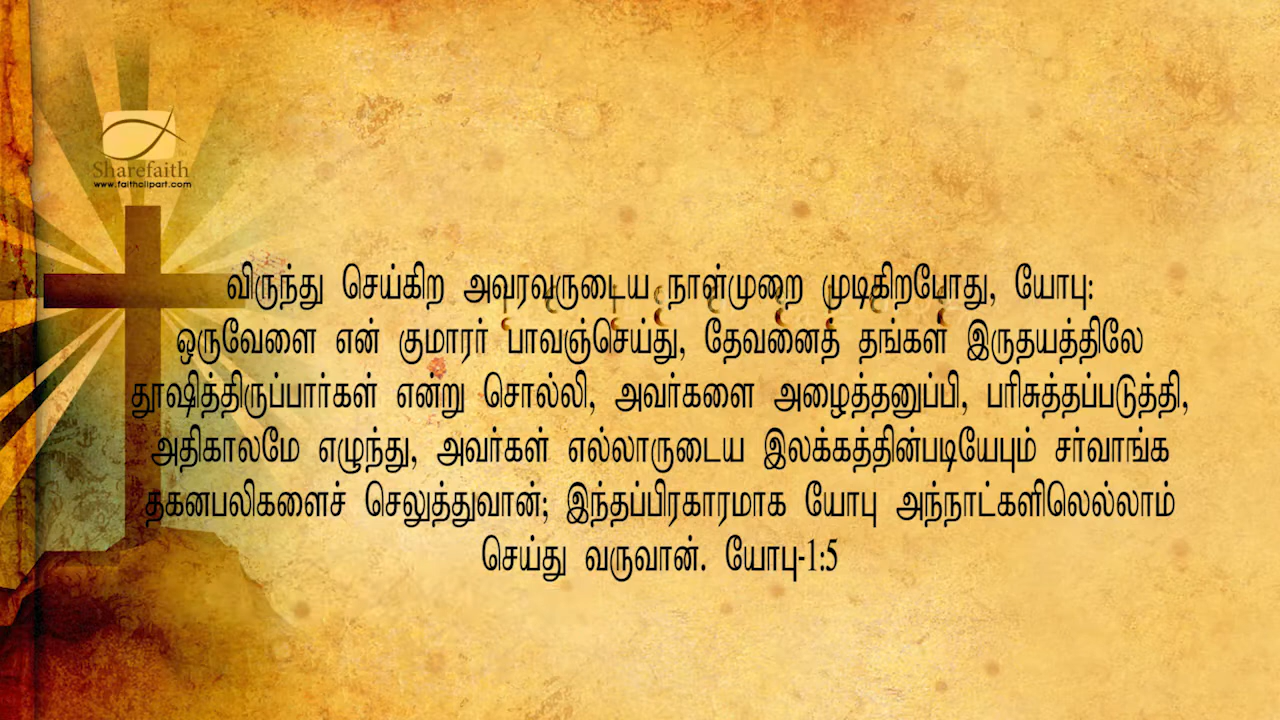 Sharefaith
www.faithclipart.com
விருந்து செய்கிற அவரவருடைய நாள்முறை முடிகிறபோது, யோபு:
ஒருவேளை என் குமாரர் பாவஞ்செய்து, தேவனைத் தங்கள் இருதயத்திலே
தூஷித்திருப்பார்கள் என்று சொல்லி, அவர்களை அழைத்தனுப்பி, பரிசுத்தப்படுத்தி,
அதிகாலமே எழுந்து, அவர்கள் எல்லாருடைய இலக்கத்தின்படியேபும் சர்வாங்க
தகனபலிகளைச் செலுத்துவான்; இந்தப்பிரகாரமாக யோபு அந்நாட்களிலெல்லாம்
செய்து வருவான். யோபு-1:5